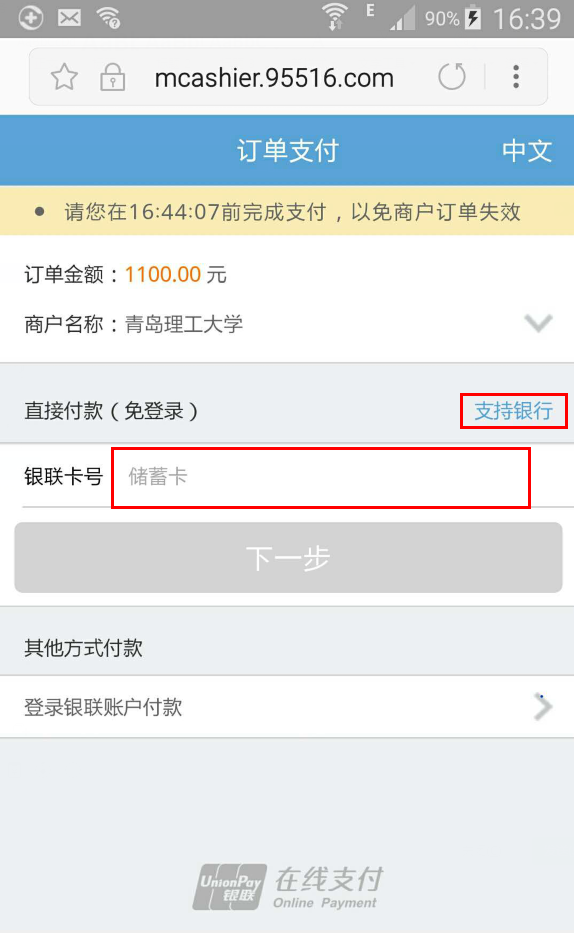 E 90% 16:39
mcashier.95516.com
订单支付 中文
请您在16:44:07前完成支付，以免商户订单失效
订单金额：1100.00 元
商户名称：青岛理工大学
直接付款（免登录） 支持银行
银联卡号 储蓄卡
下一步
其他方式付款
登录银联账户付款
UnionPay 在线支付
银联 Online Payment